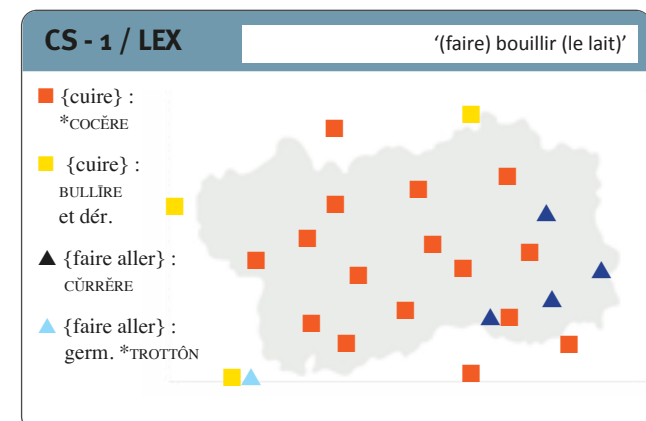 CS - 1 / LEX
‘(faire) bouillir (le lait)’
{cuire} :
*COCĔRE
{cuire} :
BULLĪRE
et dér.
{faire aller} :
CŬRRĔRE
{faire aller} :
germ. *TROTTÔN